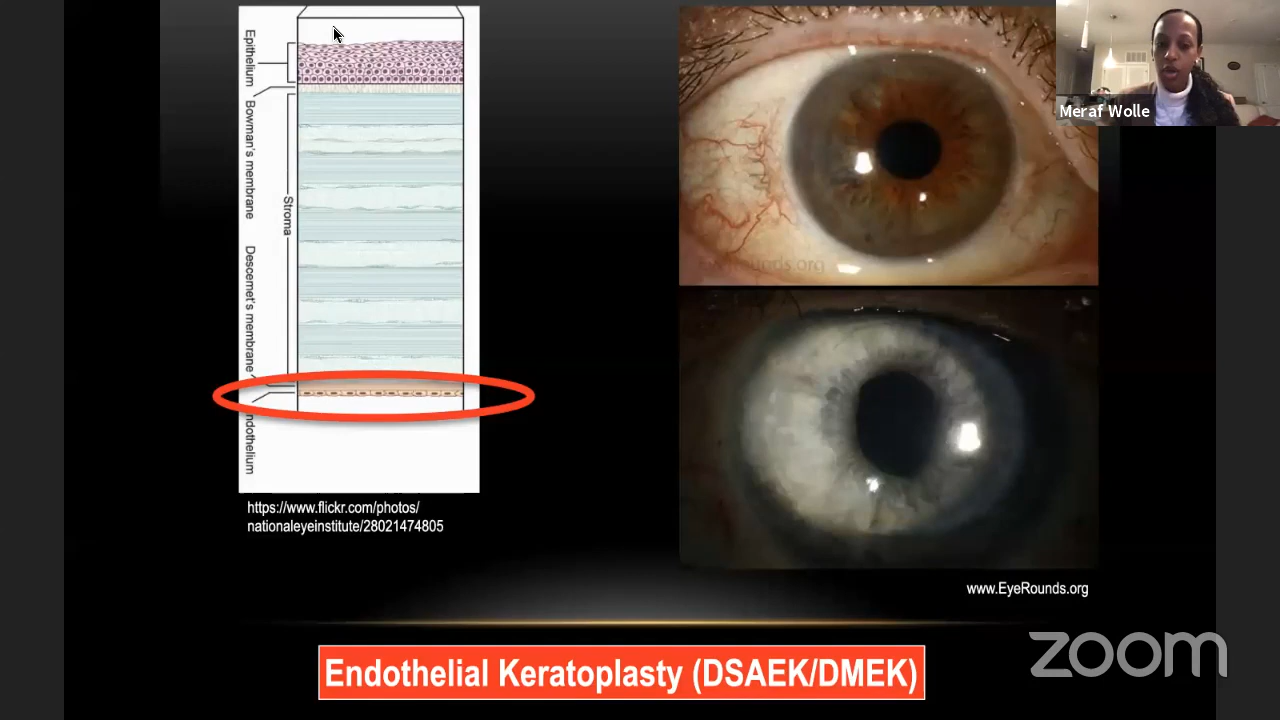 Epithelium
Bowman's membrane
Stroma
Descemet's membrane
ndothelium
https://www.flickr.com/photos/
nationaleyeinstitute/28021474805
Meraf Wolle
www.EyeRounds.org
Endothelial Keratoplasty (DSAEK/DMEK)
zoom